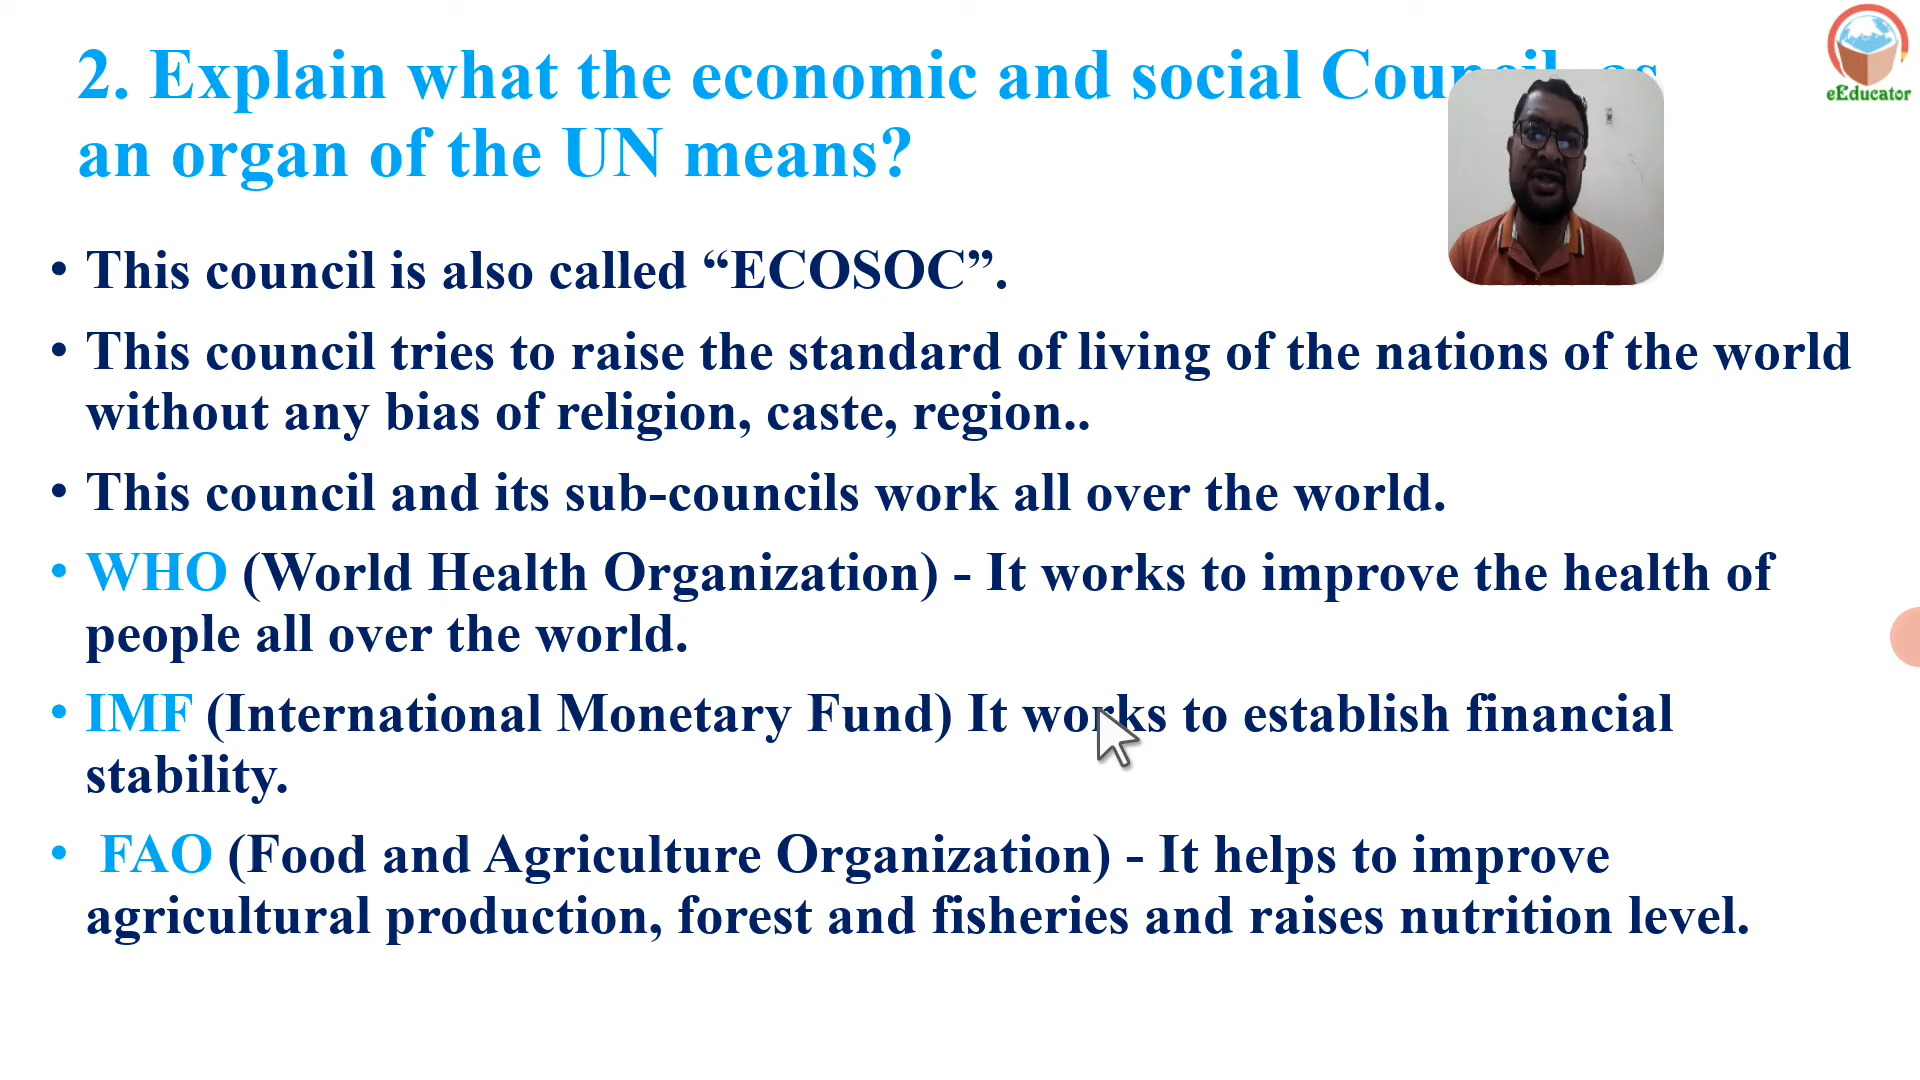 2. Explain what the economic and social Council, as
an organ of the UN means?
eEducator
• This council is also called “ECOSOC”.
• This council tries to raise the standard of living of the nations of the world
without any bias of religion, caste, region..
• This council and its sub-councils work all over the world.
• WHO (World Health Organization) - It works to improve the health of
people all over the world.
• IMF (International Monetary Fund) It works to establish financial
stability.
• FAO (Food and Agriculture Organization) - It helps to improve
agricultural production, forest and fisheries and raises nutrition level.